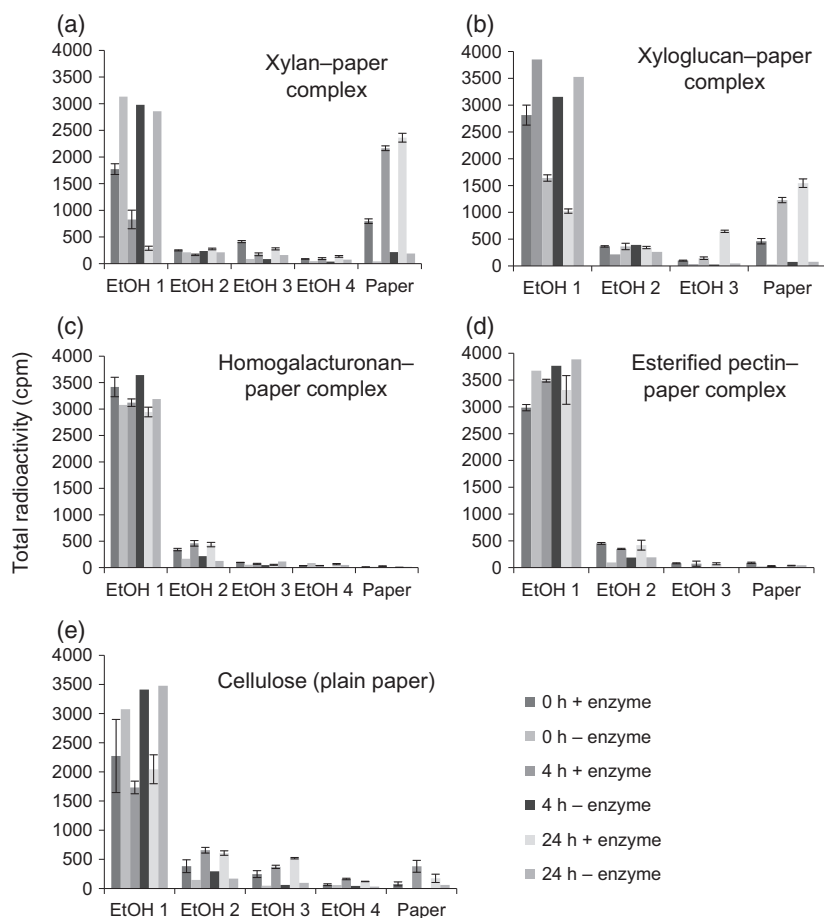 (a)
Xylan–paper
complex
4000
3500
3000
2500
2000
1500
1000
500
0
EtOH 1 EtOH 2 EtOH 3 EtOH 4 Paper
(b)
Xyloglucan–paper
complex
4000
3500
3000
2500
2000
1500
1000
500
0
EtOH 1 EtOH 2 EtOH 3 Paper
(c)
Homogalacturonan–
paper complex
4000
3500
3000
2500
2000
1500
1000
500
0
EtOH 1 EtOH 2 EtOH 3 EtOH 4 Paper
(d)
Esterified pectin–
paper complex
4000
3500
3000
2500
2000
1500
1000
500
0
EtOH 1 EtOH 2 EtOH 3 Paper
Total radioactivity (cpm)
(e)
Cellulose (plain paper)
4000
3500
3000
2500
2000
1500
1000
500
0
EtOH 1 EtOH 2 EtOH 3 EtOH 4 Paper
0 h + enzyme
0 h – enzyme
4 h + enzyme
4 h – enzyme
24 h + enzyme
24 h – enzyme